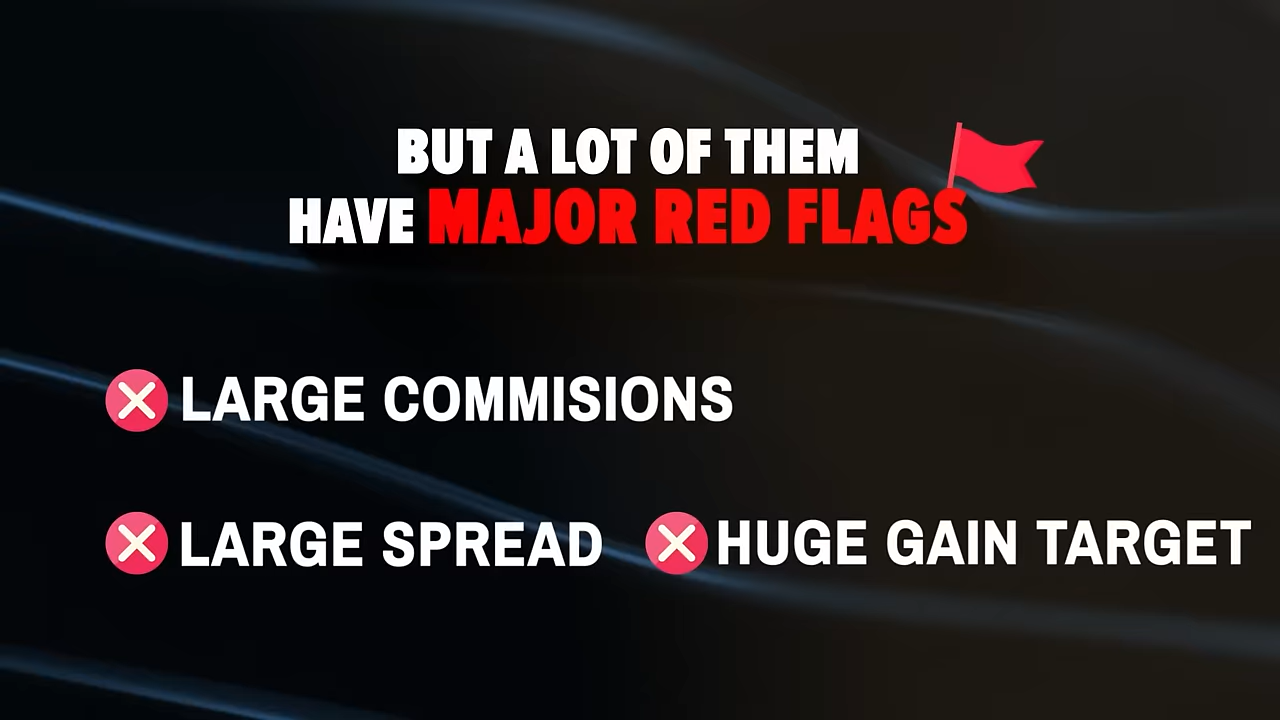 BUT A LOT OF THEM
HAVE MAJOR RED FLAGS
LARGE COMMISIONS
LARGE SPREAD
HUGE GAIN TARGET